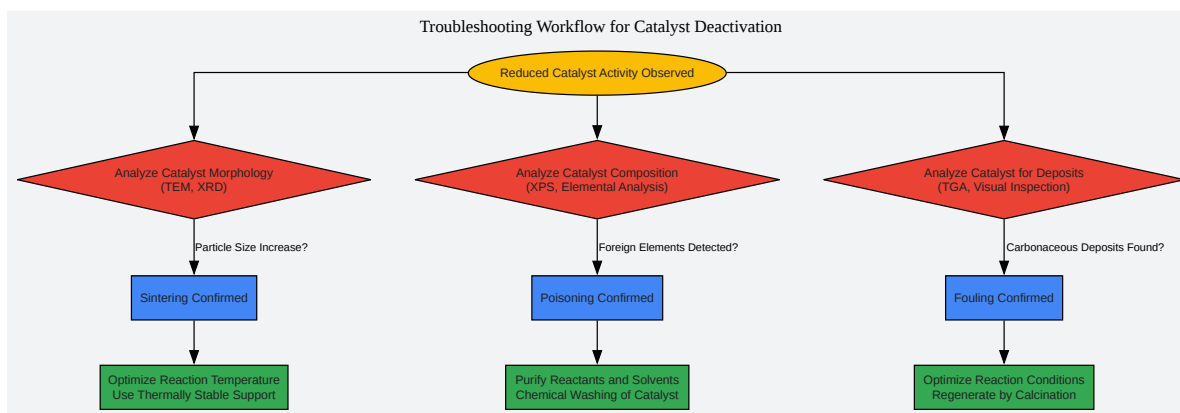 Troubleshooting Workflow for Catalyst Deactivation
Reduced Catalyst Activity Observed
Analyze Catalyst Morphology
(TEM, XRD)
Analyze Catalyst Composition
(XPS, Elemental Analysis)
Analyze Catalyst for Deposits
(TGA, Visual Inspection)
Particle Size Increase?
Foreign Elements Detected?
Carbonaceous Deposits Found?
Sintering Confirmed
Poisoning Confirmed
Fouling Confirmed
Optimize Reaction Temperature
Use Thermally Stable Support
Purify Reactants and Solvents
Chemical Washing of Catalyst
Optimize Reaction Conditions
Regenerate by Calcination